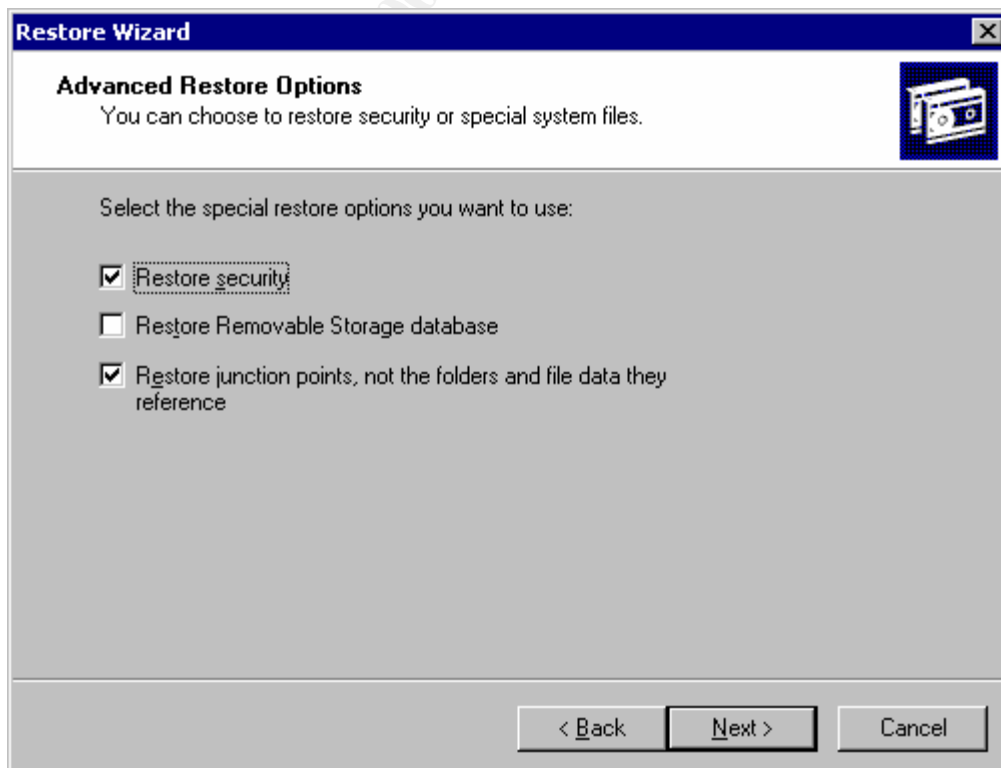 Restore Wizard
Advanced Restore Options
You can choose to restore security or special system files.
Select the special restore options you want to use:
Restore security
Restore Removable Storage database
Restore junction points, not the folders and file data they
reference
< Back
Next >
Cancel